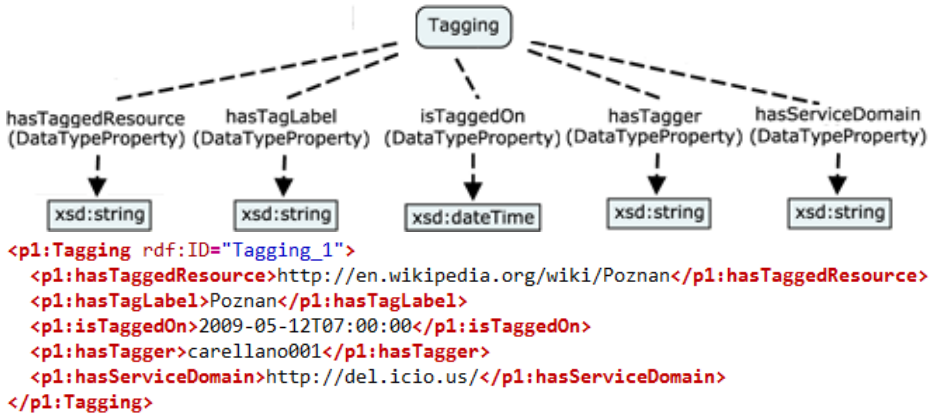 Tagging
hasTaggedResource hasTagLabel isTaggedOn hasTagger hasServiceDomain
(DataTypeProperty) (DataTypeProperty) (DataTypeProperty) (DataTypeProperty) (DataTypeProperty)
xsd:string xsd:string xsd:dateTime xsd:string xsd:string
<p1:Tagging rdf:ID="Tagging_1">
<p1:hasTaggedResource>http://en.wikipedia.org/wiki/Poznan</p1:hasTaggedResource>
<p1:hasTagLabel>Poznan</p1:hasTagLabel>
<p1:isTaggedOn>2009-05-12T07:00:00</p1:isTaggedOn>
<p1:hasTagger>carellano001</p1:hasTagger>
<p1:hasServiceDomain>http://del.icio.us/</p1:hasServiceDomain>
</p1:Tagging>